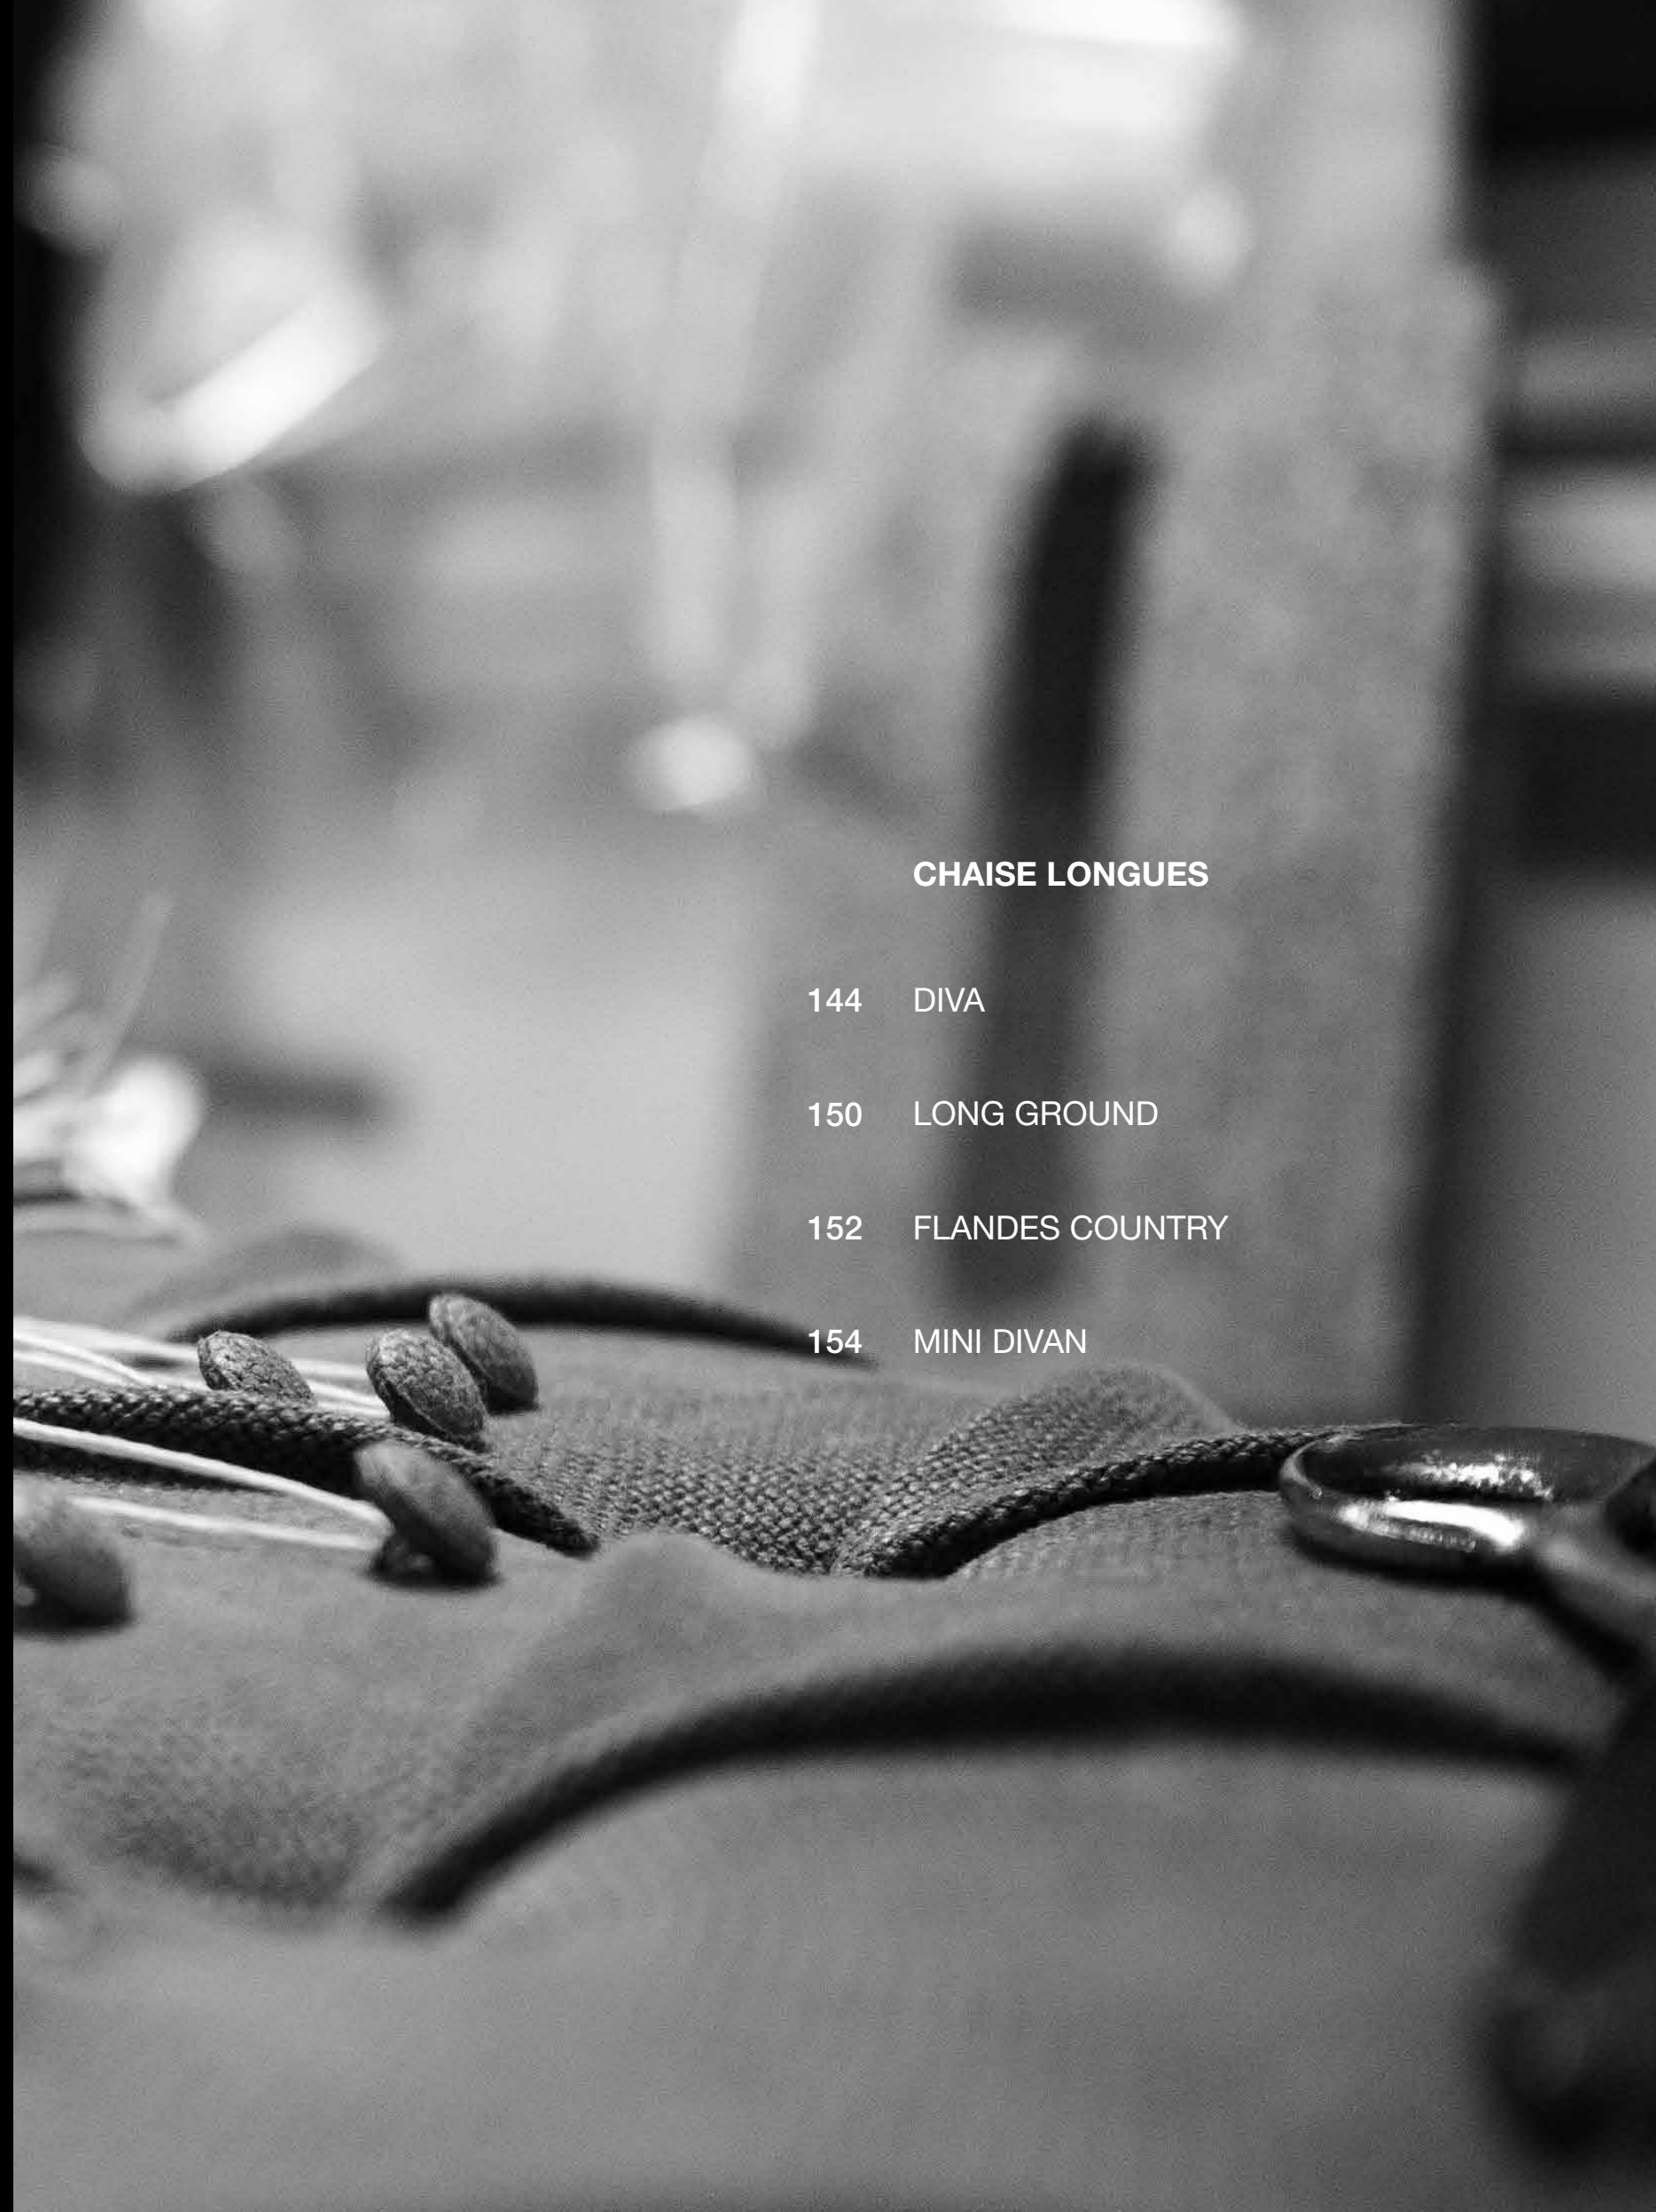 CHAISE LONGUES
144 DIVA
150 LONG GROUND
152 FLANDES COUNTRY
154 MINI DIVAN